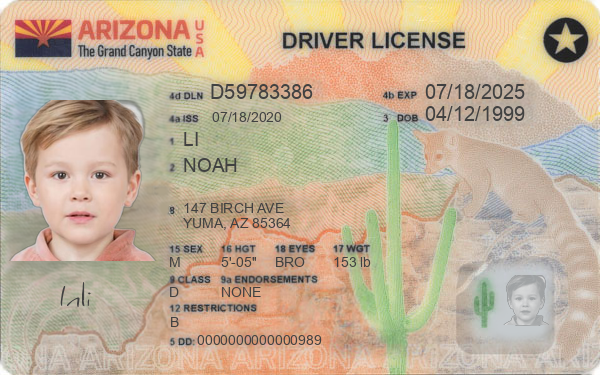 ARIZONA USA
The Grand Canyon State
DRIVER LICENSE
4d DLN D59783386
4b EXP 07/18/2025
4a ISS 07/18/2020
3 DOB 04/12/1999
1 LI
2 NOAH
8 147 BIRCH AVE
YUMA, AZ 85364
15 SEX 16 HGT 18 EYES 17 WGT
M 5'-05" BRO 153 lb
9 CLASS 9a ENDORSEMENTS
D NONE
12 RESTRICTIONS
B
5 DD: 0000000000000989
ARIZONA ARIZONA ARIZONA ARIZONA